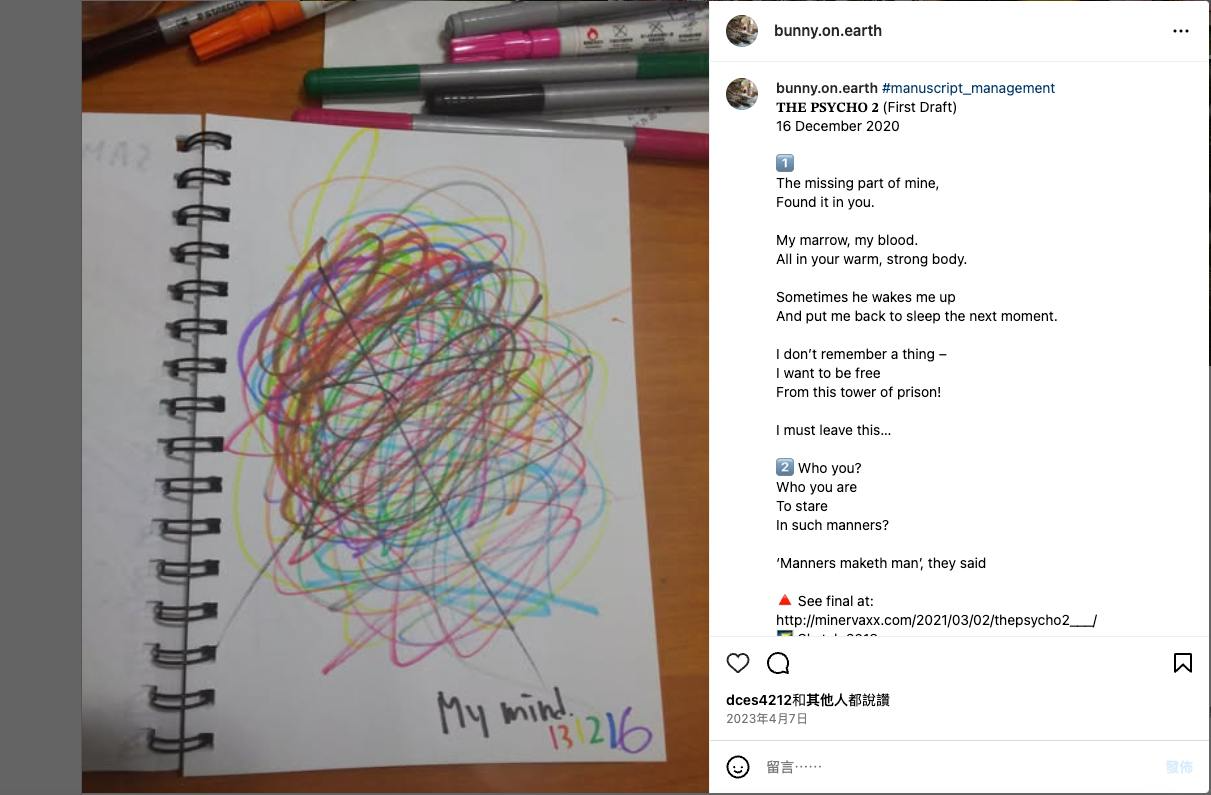 My mind.
131216
bunny.on.earth
bunny.on.earth #manuscript_management
𝐓𝐇𝐄 𝐏𝐒𝐘𝐂𝐇𝐎 𝟐 (First Draft)
16 December 2020
1️⃣
The missing part of mine,
Found it in you.
My marrow, my blood.
All in your warm, strong body.
Sometimes he wakes me up
And put me back to sleep the next moment.
I don’t remember a thing –
I want to be free
From this tower of prison!
I must leave this…
2️⃣ Who you?
Who you are
To stare
In such manners?
‘Manners maketh man’, they said
🔺 See final at:
http://minervaxx.com/2021/03/02/thepsycho2___/
dces4212和其他人都說讚
2023年4月7日
留言……
發佈